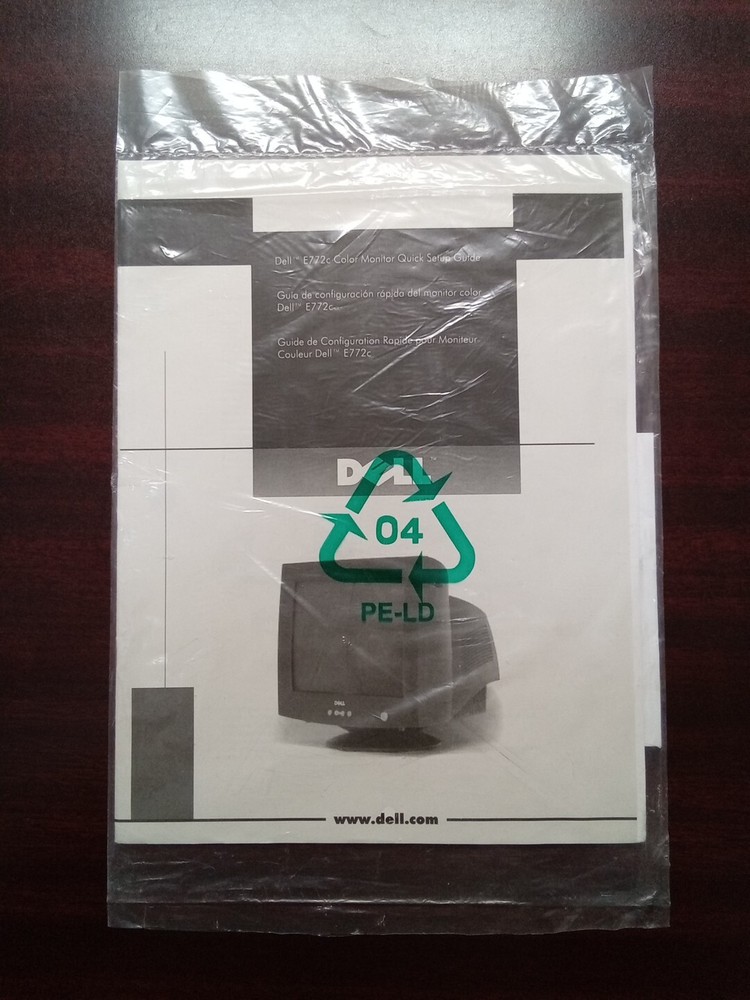 Dell™ E772c Color Monitor Quick Setup Guide
Guía de configuración rápida del monitor color
Dell™ E772c
Guide de Configuration Rapide pour Moniteur
Couleur Dell™ E772c
DELL™
04
PE-LD
DELL
www.dell.com